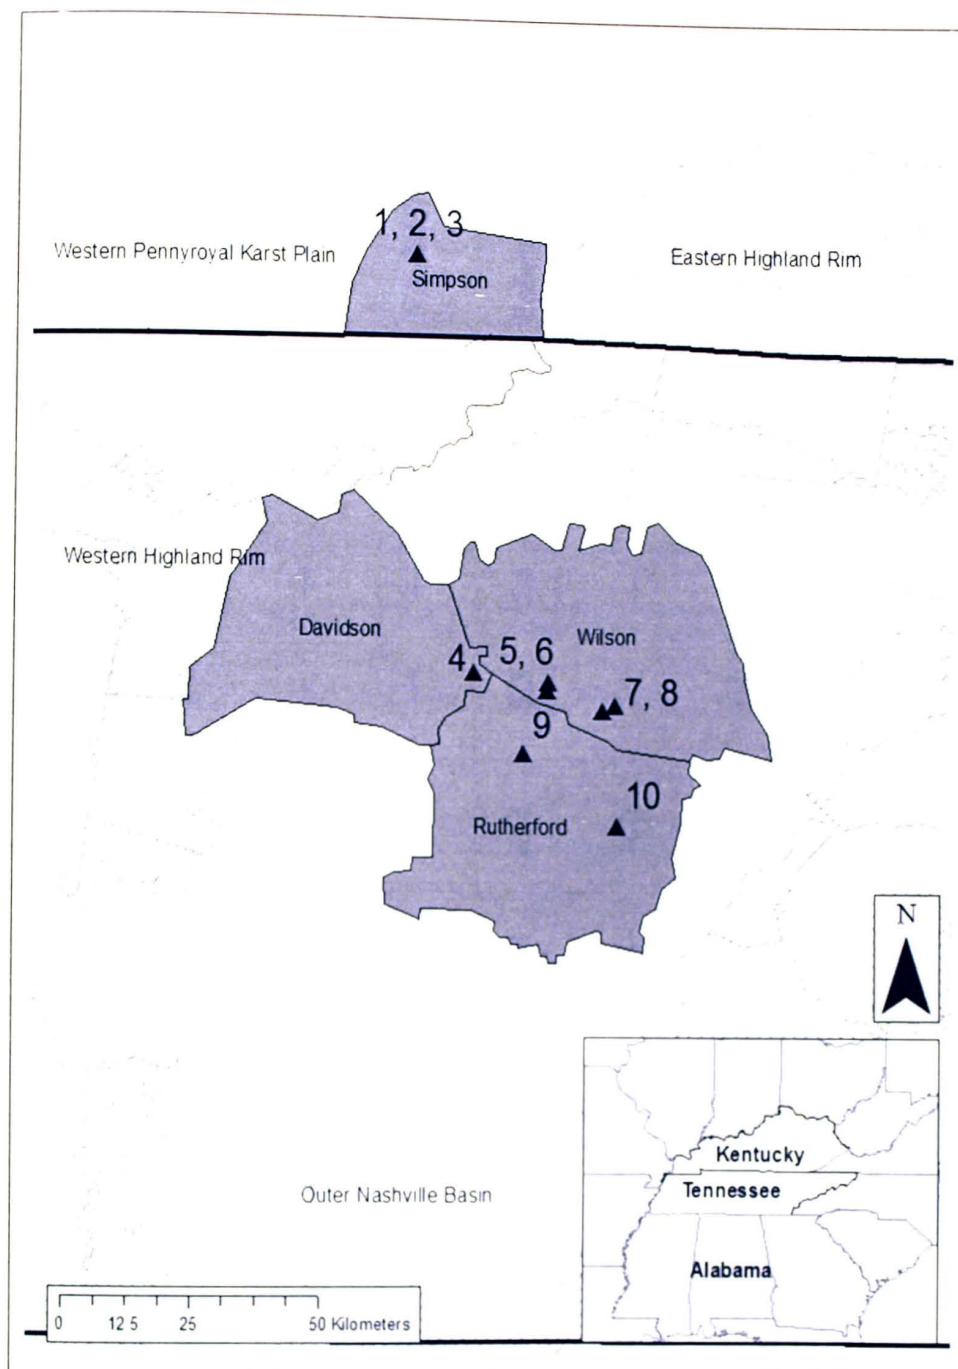 1, 2, 3
Western Pennyroyal Karst Plain
Eastern Highland Rim
Simpson
Western Highland Rim
Davidson
Wilson
4
5, 6
7, 8
9
10
Rutherford
N
Kentucky
Tennessee
Alabama
Outer Nashville Basin
0 12.5 25 50 Kilometers